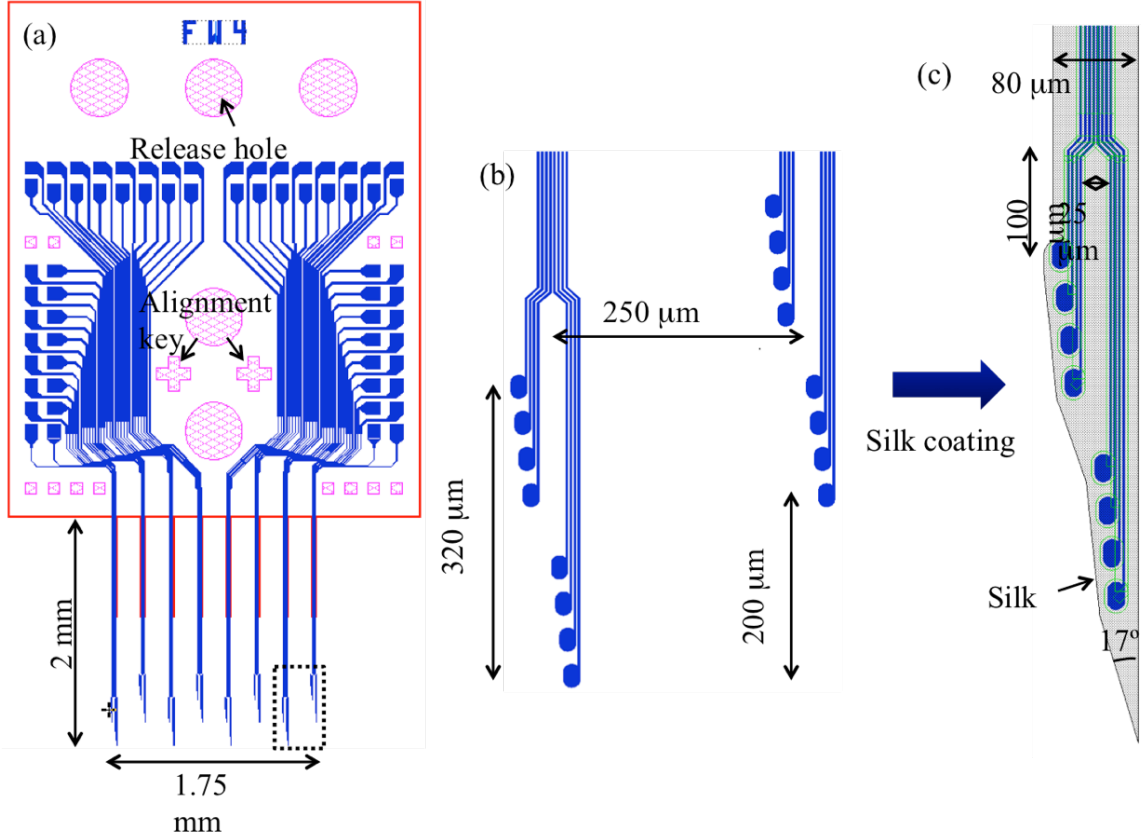 (a)
FW4
Release hole
Alignment
key
2 mm
1.75
mm
(b)
250 μm
320 μm
200 μm
Silk coating
(c)
80 μm
100
μm
25
μm
Silk
17º